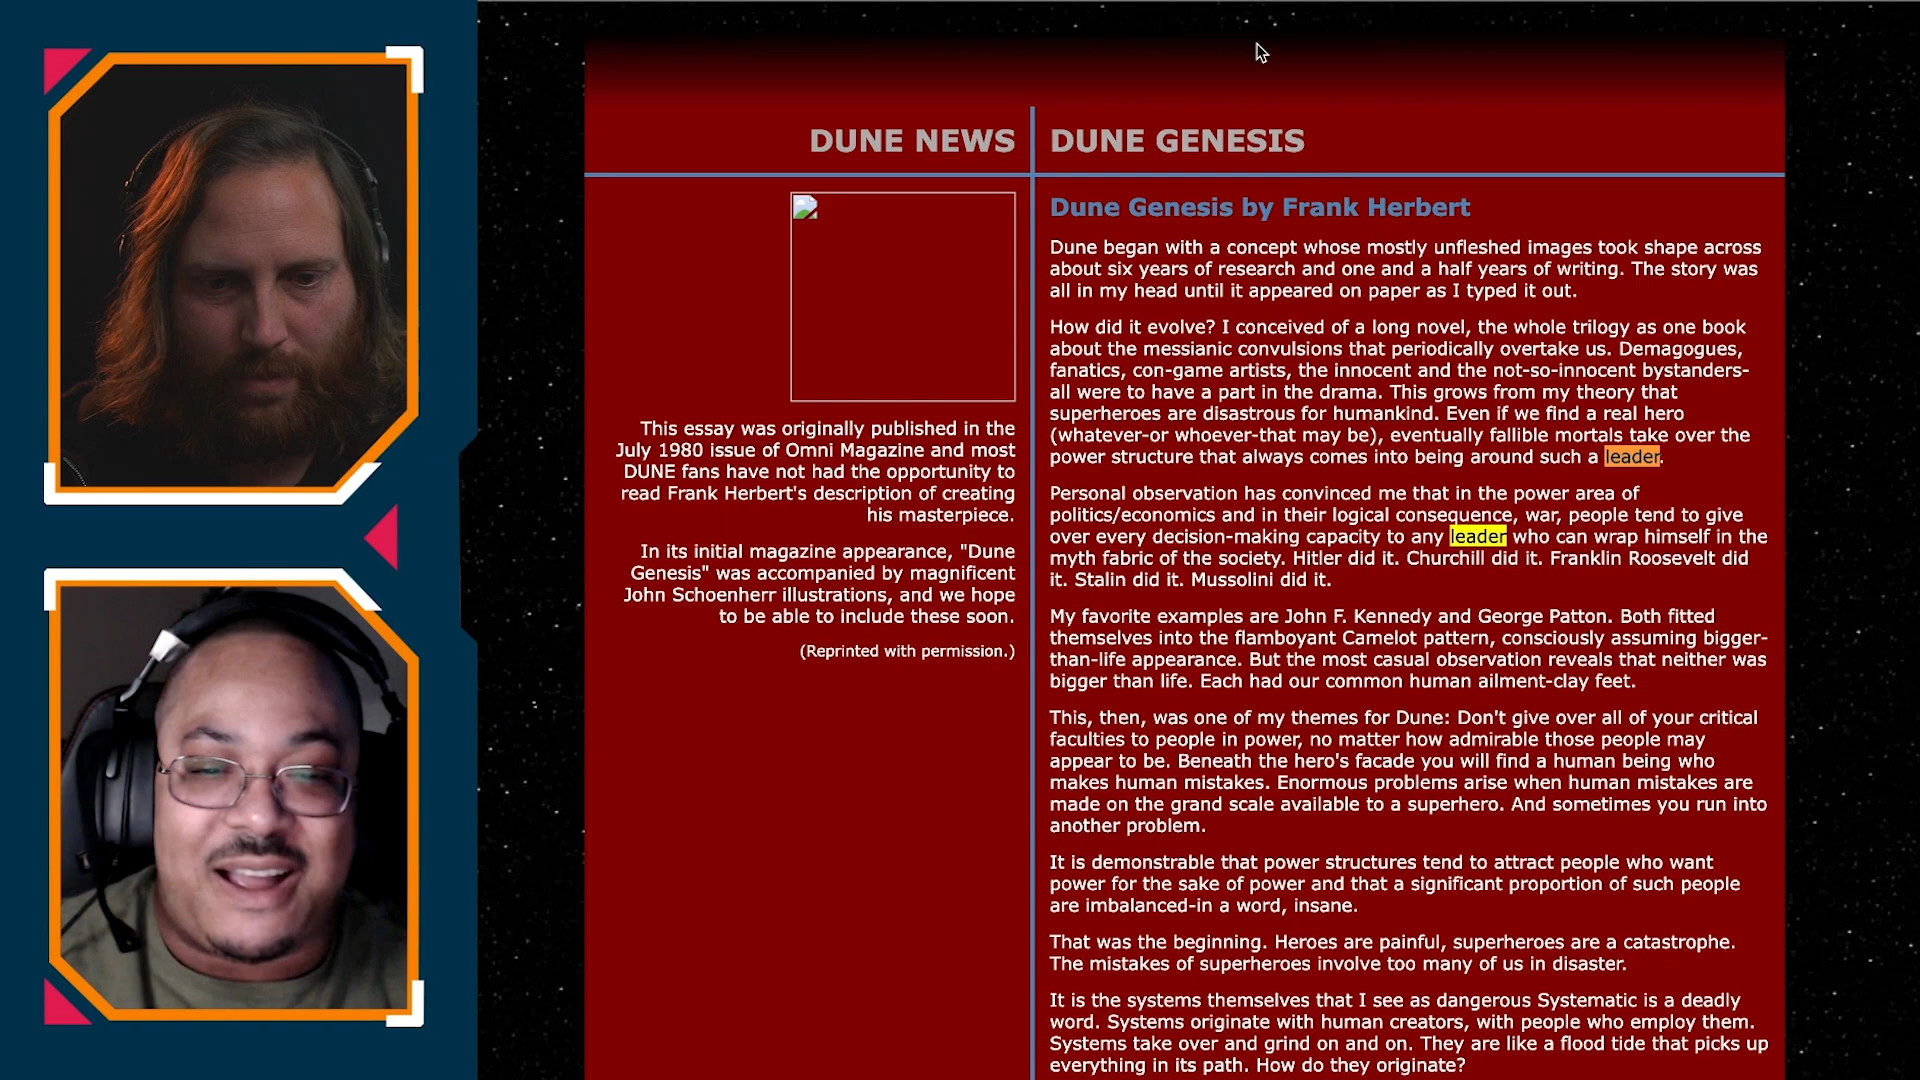 DUNE NEWS
This essay was originally published in the
July 1980 issue of Omni Magazine and most
DUNE fans have not had the opportunity to
read Frank Herbert's description of creating
his masterpiece.
In its initial magazine appearance, "Dune
Genesis" was accompanied by magnificent
John Schoenherr illustrations, and we hope
to be able to include these soon.
(Reprinted with permission.)
DUNE GENESIS
Dune Genesis by Frank Herbert
Dune began with a concept whose mostly unfleshed images took shape across
about six years of research and one and a half years of writing. The story was
all in my head until it appeared on paper as I typed it out.
How did it evolve? I conceived of a long novel, the whole trilogy as one book
about the messianic convulsions that periodically overtake us. Demagogues,
fanatics, con-game artists, the innocent and the not-so-innocent bystanders-
all were to have a part in the drama. This grows from my theory that
superheroes are disastrous for humankind. Even if we find a real hero
(whatever-or whoever-that may be), eventually fallible mortals take over the
power structure that always comes into being around such a leader.
Personal observation has convinced me that in the power area of
politics/economics and in their logical consequence, war, people tend to give
over every decision-making capacity to any leader who can wrap himself in the
myth fabric of the society. Hitler did it. Churchill did it. Franklin Roosevelt did
it. Stalin did it. Mussolini did it.
My favorite examples are John F. Kennedy and George Patton. Both fitted
themselves into the flamboyant Camelot pattern, consciously assuming bigger-
than-life appearance. But the most casual observation reveals that neither was
bigger than life. Each had our common human ailment-clay feet.
This, then, was one of my themes for Dune: Don't give over all of your critical
faculties to people in power, no matter how admirable those people may
appear to be. Beneath the hero's facade you will find a human being who
makes human mistakes. Enormous problems arise when human mistakes are
made on the grand scale available to a superhero. And sometimes you run into
another problem.
It is demonstrable that power structures tend to attract people who want
power for the sake of power and that a significant proportion of such people
are imbalanced-in a word, insane.
That was the beginning. Heroes are painful, superheroes are a catastrophe.
The mistakes of superheroes involve too many of us in disaster.
It is the systems themselves that I see as dangerous Systematic is a deadly
word. Systems originate with human creators, with people who employ them.
Systems take over and grind on and on. They are like a flood tide that picks up
everything in its path. How do they originate?